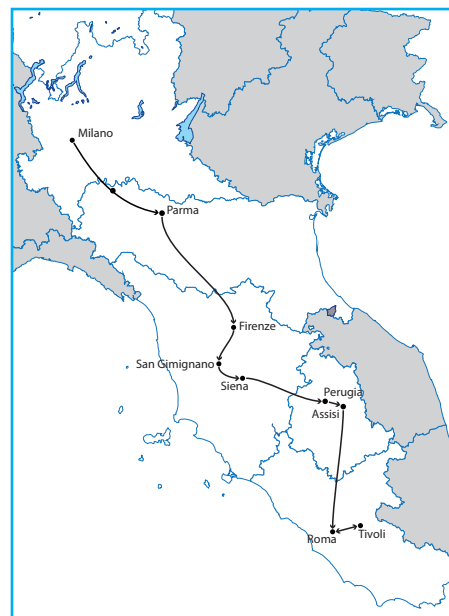 Milano
Parma
Firenze
San Gimignano
Siena
Perugia
Assisi
Roma
Tivoli